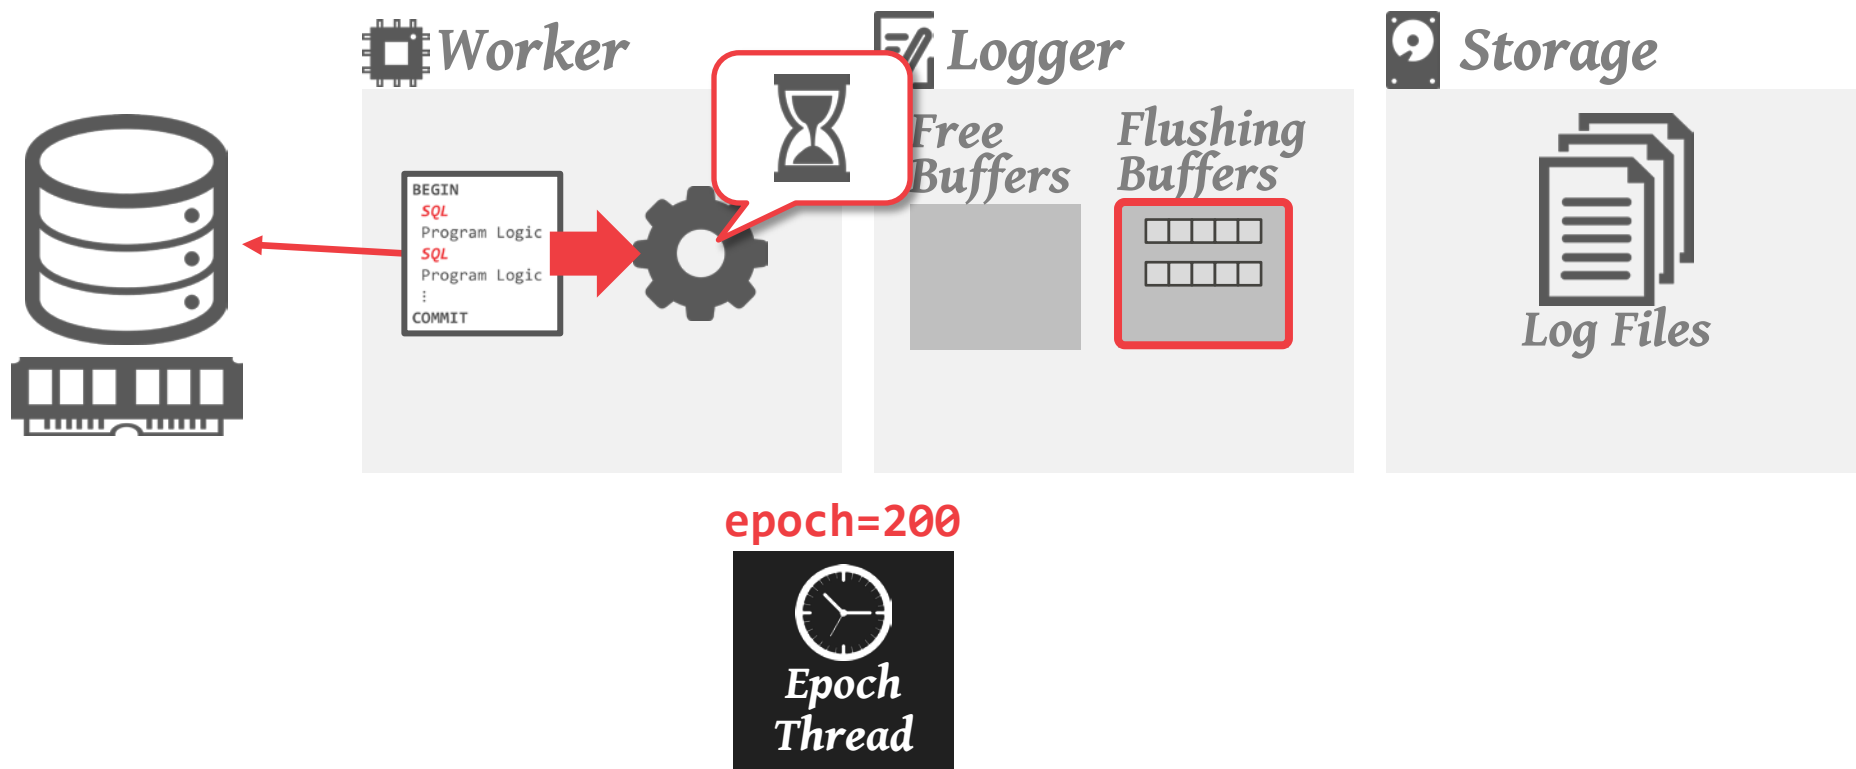 Worker
Logger
Storage
BEGIN
SQL
Program Logic
SQL
Program Logic
⋮
COMMIT
Free
Buffers
Flushing
Buffers
Log Files
epoch=200
Epoch
Thread